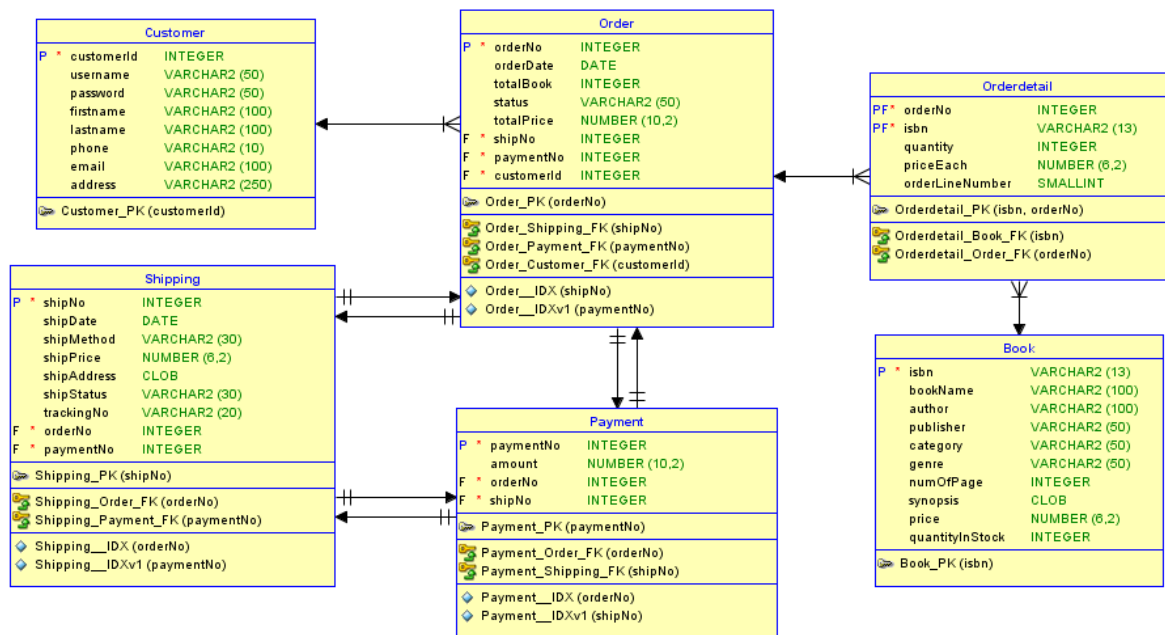 Customer
P * customerId INTEGER
username VARCHAR2 (50)
password VARCHAR2 (50)
firstname VARCHAR2 (100)
lastname VARCHAR2 (100)
phone VARCHAR2 (10)
email VARCHAR2 (100)
address VARCHAR2 (250)
Customer_PK (customerId)
Order
P * orderNo INTEGER
orderDate DATE
totalBook INTEGER
status VARCHAR2 (50)
totalPrice NUMBER (10,2)
F * shipNo INTEGER
F * paymentNo INTEGER
F * customerId INTEGER
Order_PK (orderNo)
Order_Shipping_FK (shipNo)
Order_Payment_FK (paymentNo)
Order_Customer_FK (customerId)
Order__IDX (shipNo)
Order__IDXv1 (paymentNo)
Orderdetail
PF* orderNo INTEGER
PF* isbn VARCHAR2 (13)
quantity INTEGER
priceEach NUMBER (6,2)
orderLineNumber SMALLINT
Orderdetail_PK (isbn, orderNo)
Orderdetail_Book_FK (isbn)
Orderdetail_Order_FK (orderNo)
Shipping
P * shipNo INTEGER
shipDate DATE
shipMethod VARCHAR2 (30)
shipPrice NUMBER (6,2)
shipAddress CLOB
shipStatus VARCHAR2 (30)
trackingNo VARCHAR2 (20)
F * orderNo INTEGER
F * paymentNo INTEGER
Shipping_PK (shipNo)
Shipping_Order_FK (orderNo)
Shipping_Payment_FK (paymentNo)
Shipping__IDX (orderNo)
Shipping__IDXv1 (paymentNo)
Payment
P * paymentNo INTEGER
amount NUMBER (10,2)
F * orderNo INTEGER
F * shipNo INTEGER
Payment_PK (paymentNo)
Payment_Order_FK (orderNo)
Payment_Shipping_FK (shipNo)
Payment__IDX (orderNo)
Payment__IDXv1 (shipNo)
Book
P * isbn VARCHAR2 (13)
bookName VARCHAR2 (100)
author VARCHAR2 (100)
publisher VARCHAR2 (50)
category VARCHAR2 (50)
genre VARCHAR2 (50)
numOfPage INTEGER
synopsis CLOB
price NUMBER (6,2)
quantityInStock INTEGER
Book_PK (isbn)